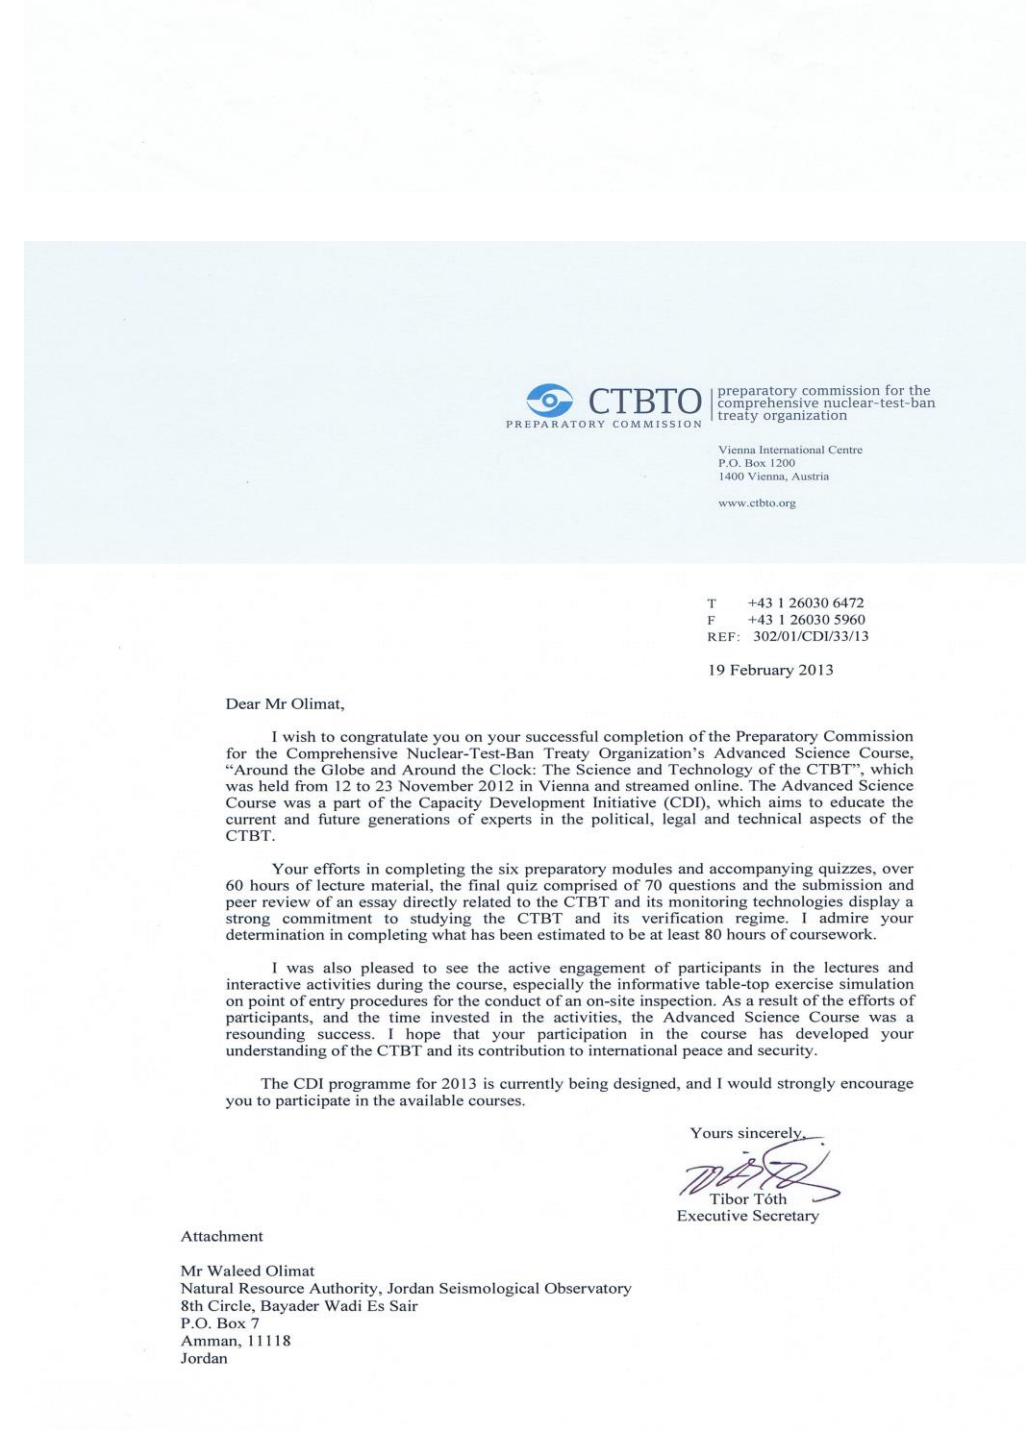 CTBTO
PREPARATORY COMMISSION
preparatory commission for the
comprehensive nuclear-test-ban
treaty organization
Vienna International Centre
P.O. Box 1200
1400 Vienna, Austria
www.ctbto.org
T +43 1 26030 6472
F +43 1 26030 5960
REF: 302/01/CDI/33/13
19 February 2013
Dear Mr Olimat,
I wish to congratulate you on your successful completion of the Preparatory Commission
for the Comprehensive Nuclear-Test-Ban Treaty Organization's Advanced Science Course,
“Around the Globe and Around the Clock: The Science and Technology of the CTBT”, which
was held from 12 to 23 November 2012 in Vienna and streamed online. The Advanced Science
Course was a part of the Capacity Development Initiative (CDI), which aims to educate the
current and future generations of experts in the political, legal and technical aspects of the
CTBT.
Your efforts in completing the six preparatory modules and accompanying quizzes, over
60 hours of lecture material, the final quiz comprised of 70 questions and the submission and
peer review of an essay directly related to the CTBT and its monitoring technologies display a
strong commitment to studying the CTBT and its verification regime. I admire your
determination in completing what has been estimated to be at least 80 hours of coursework.
I was also pleased to see the active engagement of participants in the lectures and
interactive activities during the course, especially the informative table-top exercise simulation
on point of entry procedures for the conduct of an on-site inspection. As a result of the efforts of
participants, and the time invested in the activities, the Advanced Science Course was a
resounding success. I hope that your participation in the course has developed your
understanding of the CTBT and its contribution to international peace and security.
The CDI programme for 2013 is currently being designed, and I would strongly encourage
you to participate in the available courses.
Yours sincerely,
Tibor Tóth
Executive Secretary
Attachment
Mr Waleed Olimat
Natural Resource Authority, Jordan Seismological Observatory
8th Circle, Bayader Wadi Es Sair
P.O. Box 7
Amman, 11118
Jordan